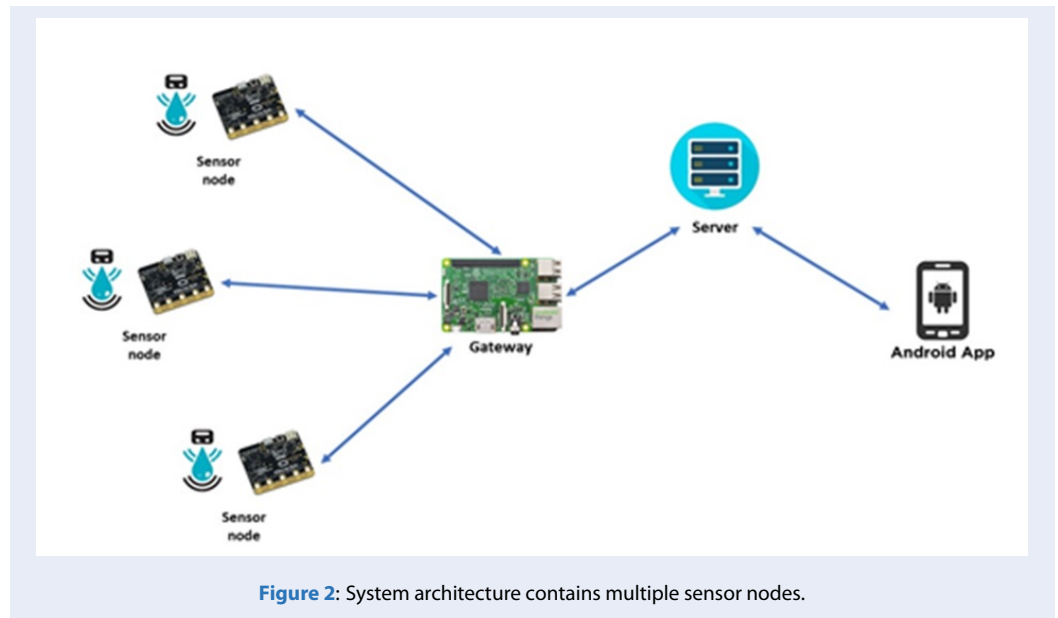 Sensor
node
Server
Sensor
node
Gateway
Android App
Sensor
node
Figure 2: System architecture contains multiple sensor nodes.